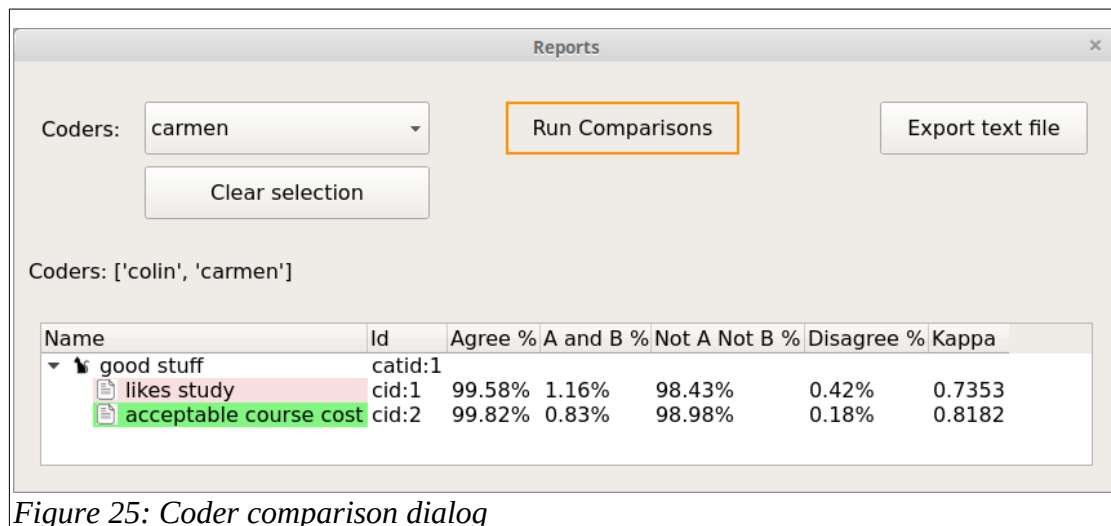 Reports ×
Coders: carmen Run Comparisons Export text file
Clear selection
Coders: ['colin', 'carmen']
Name Id Agree % A and B % Not A Not B % Disagree % Kappa
good stuff catid:1
likes study cid:1 99.58% 1.16% 98.43% 0.42% 0.7353
acceptable course cost cid:2 99.82% 0.83% 98.98% 0.18% 0.8182
Figure 25: Coder comparison dialog